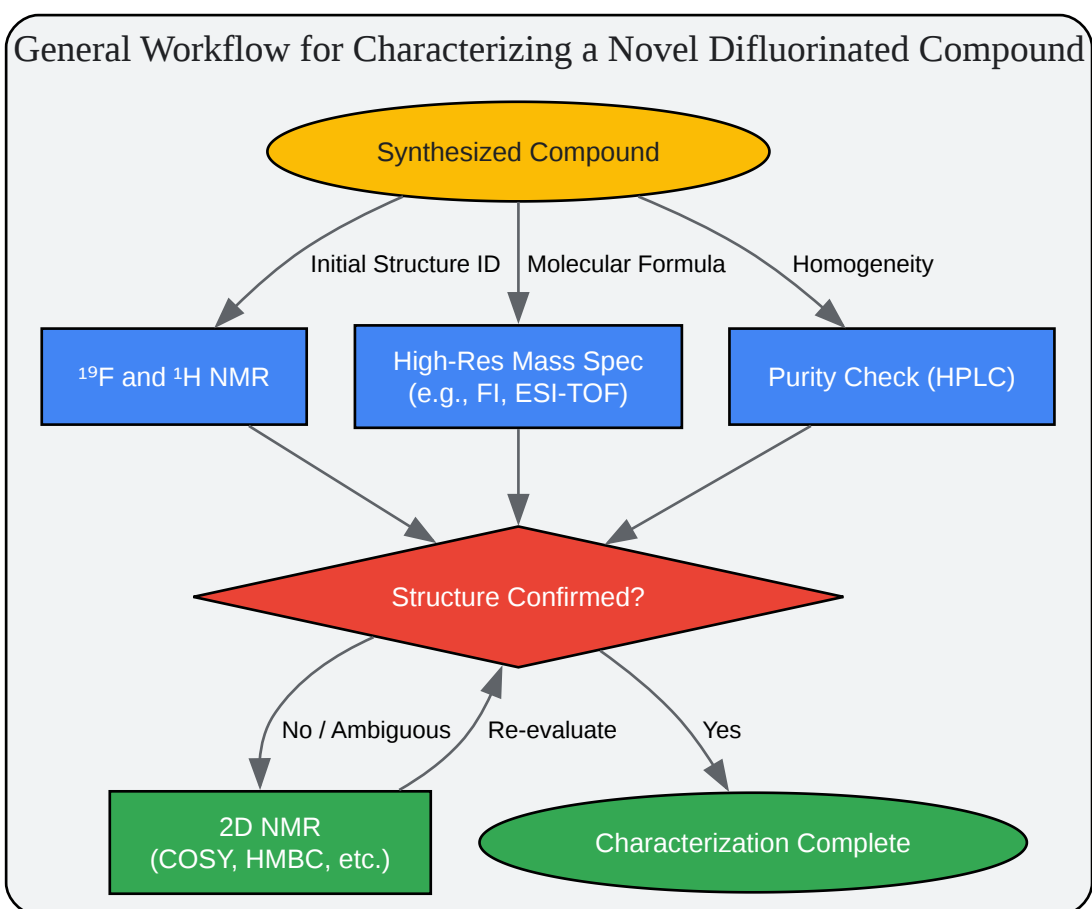 General Workflow for Characterizing a Novel Difluorinated Compound
Synthesized Compound
Initial Structure ID
Molecular Formula
Homogeneity
¹⁹F and ¹H NMR
High-Res Mass Spec
(e.g., FI, ESI-TOF)
Purity Check (HPLC)
Structure Confirmed?
No / Ambiguous
Re-evaluate
Yes
2D NMR
(COSY, HMBC, etc.)
Characterization Complete